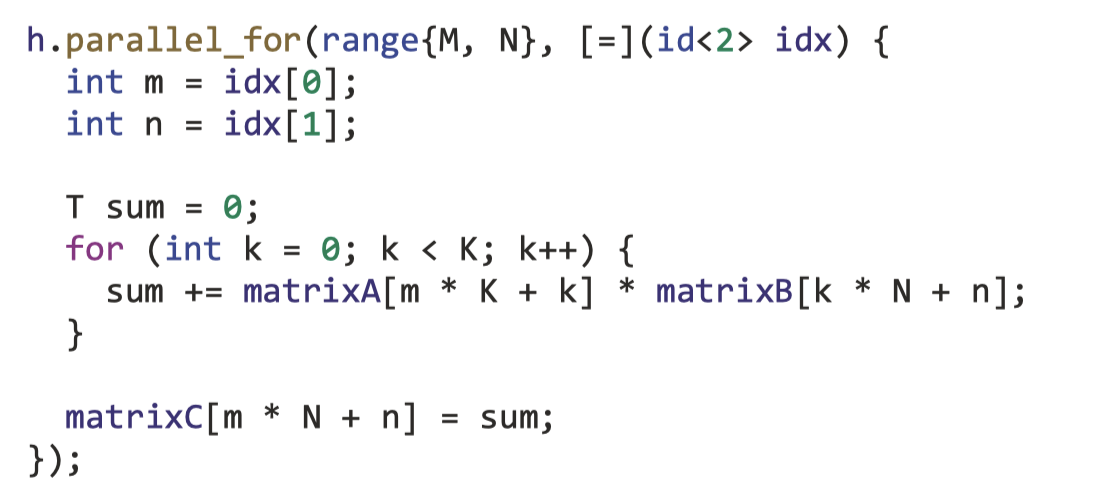 h.parallel_for(range{M, N}, [=](id<2> idx) {
  int m = idx[0];
  int n = idx[1];

  T sum = 0;
  for (int k = 0; k < K; k++) {
    sum += matrixA[m * K + k] * matrixB[k * N + n];
  }

  matrixC[m * N + n] = sum;
});